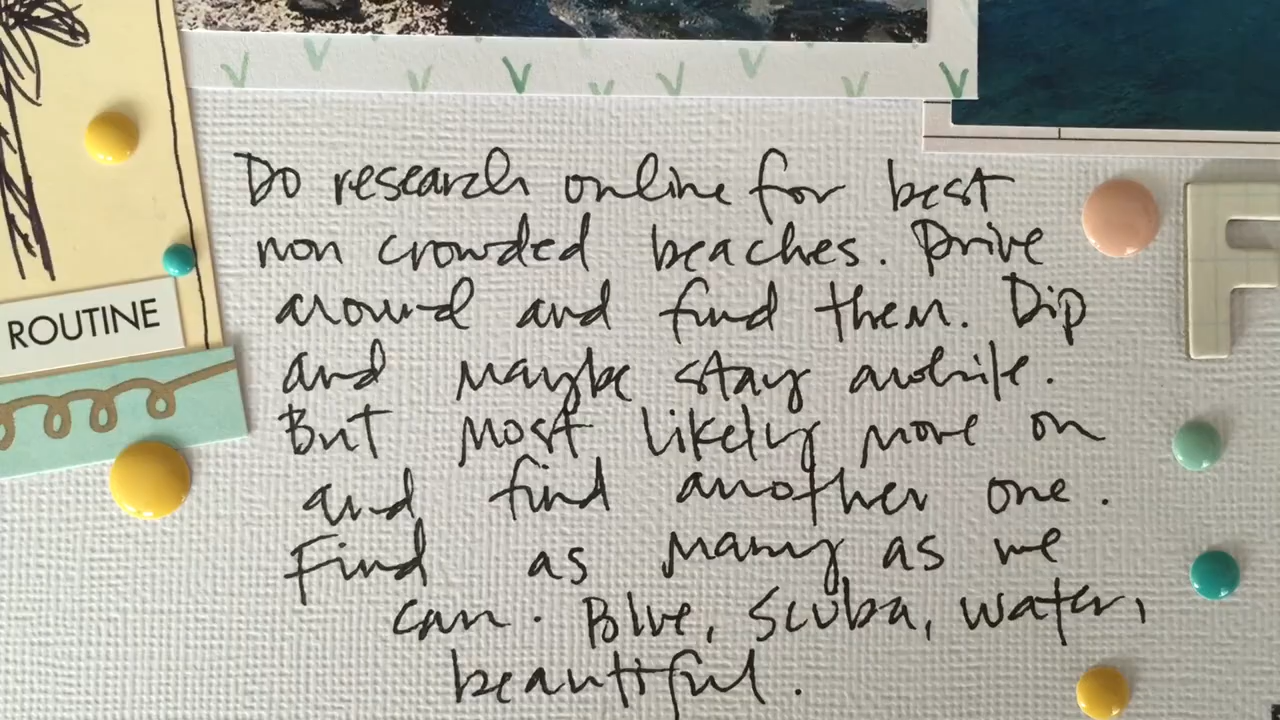 Do research online for best
non crowded beaches. Drive
around and find them. Dip
and maybe stay awhile.
But most likely move on
and find another one.
Find as many as we
can. Blue, Scuba, water,
beautiful.
ROUTINE
F